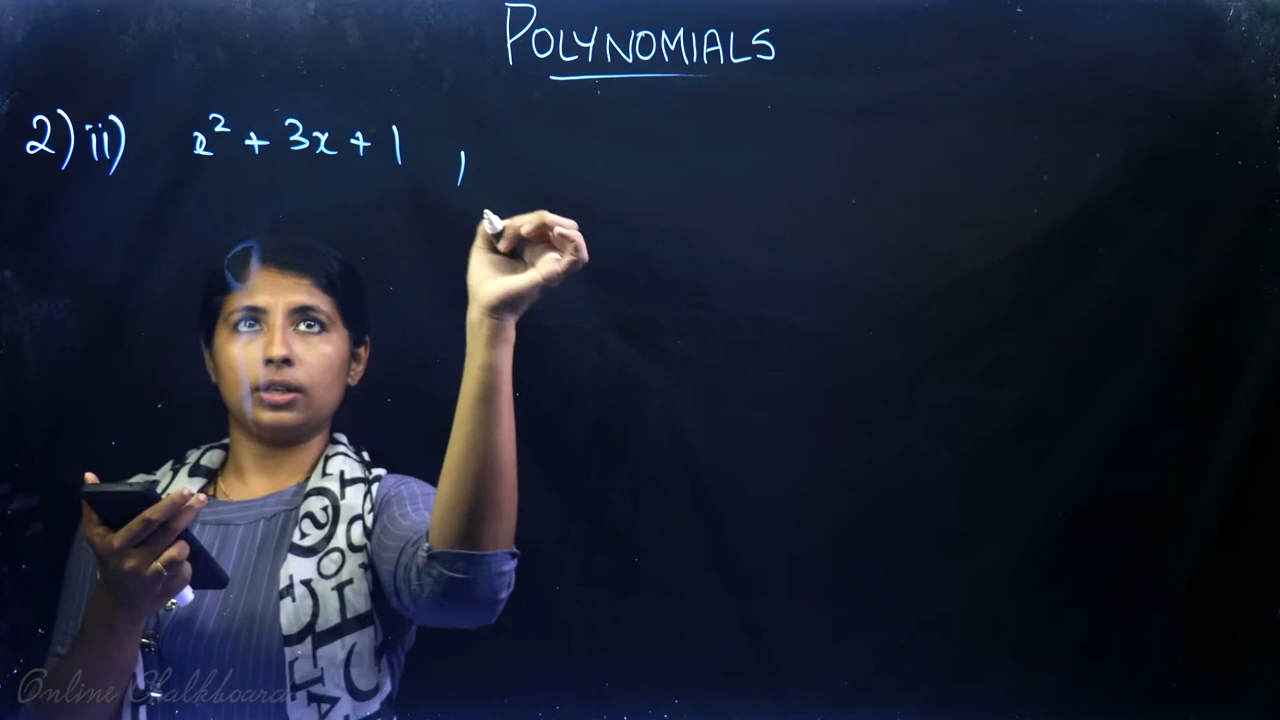 POLYNOMIALS
2) ii) x² + 3x + 1 ,
Online Chalkboard